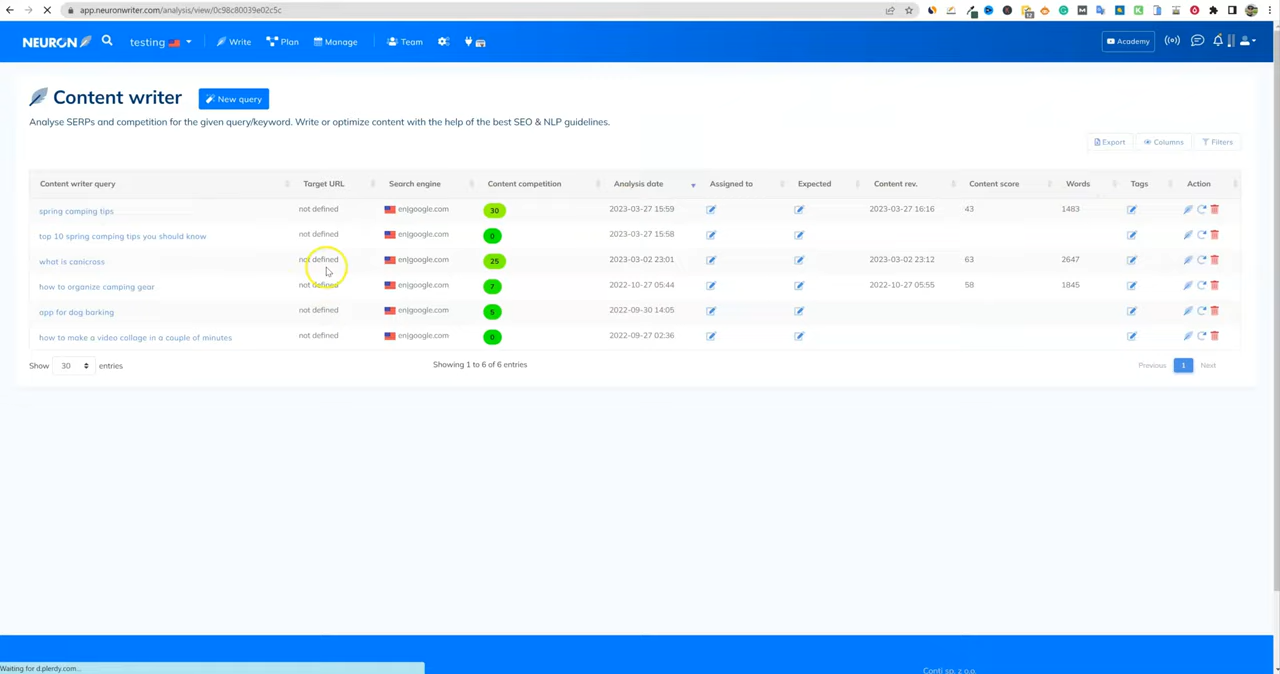 app.neuronwriter.com/analysis/view/0c98c80039e02c5c
NEURON Write Plan Manage Team Academy
testing
Content writer New query
Analyse SERPs and competition for the given query/keyword. Write or optimize content with the help of the best SEO & NLP guidelines.
Export Columns Filters
Content writer query Target URL Search engine Content competition Analysis date Assigned to Expected Content rev. Content score Words Tags Action
spring camping tips not defined en|google.com 30 2023-03-27 15:59 2023-03-27 16:16 43 1483
top 10 spring camping tips you should know not defined en|google.com 0 2023-03-27 15:58
what is canicross not defined en|google.com 25 2023-03-02 23:01 2023-03-02 23:12 63 2647
how to organize camping gear not defined en|google.com 7 2022-10-27 05:44 2022-10-27 05:55 58 1845
app for dog barking not defined en|google.com 5 2022-09-30 14:05
how to make a video collage in a couple of minutes not defined en|google.com 0 2022-09-27 02:36
Show 30 entries Showing 1 to 6 of 6 entries Previous 1 Next
Waiting for d.plerdy.com...
Conti sp. z o.o.